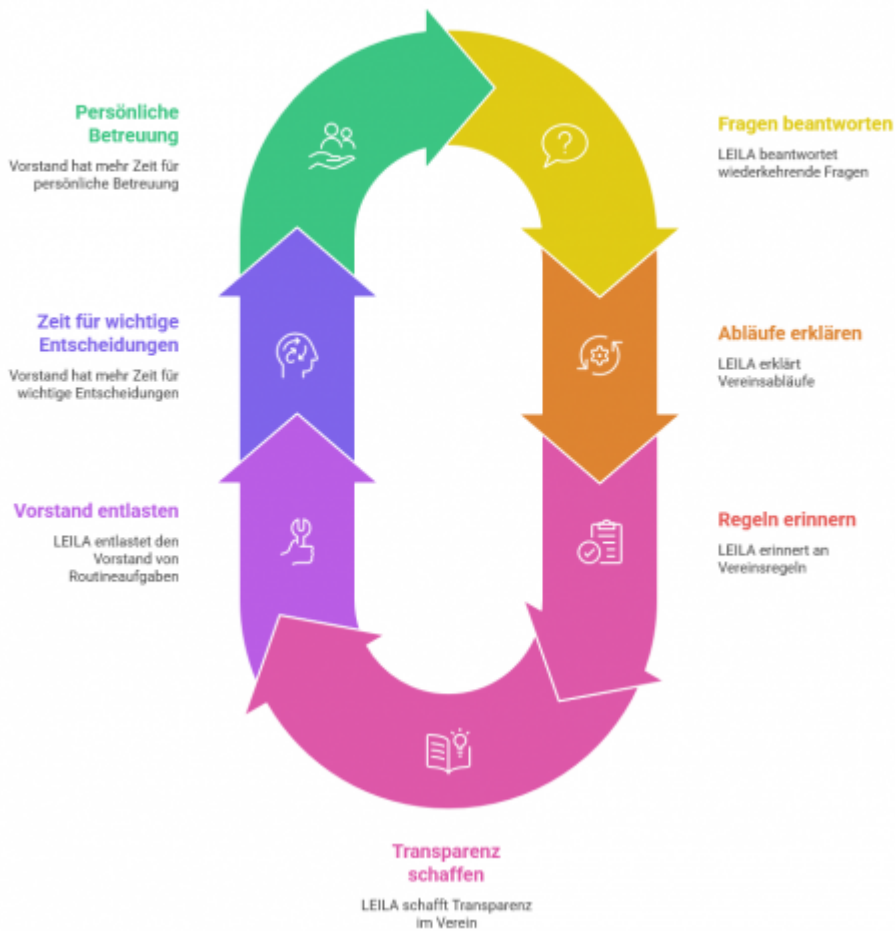 Persönliche
Betreuung
Vorstand hat mehr Zeit für
persönliche Betreuung
Fragen beantworten
LEILA beantwortet
wiederkehrende Fragen
Zeit für wichtige
Entscheidungen
Vorstand hat mehr Zeit für
wichtige Entscheidungen
Abläufe erklären
LEILA erklärt
Vereinsabläufe
Vorstand entlasten
LEILA entlastet den
Vorstand von
Routineaufgaben
Regeln erinnern
LEILA erinnert an
Vereinsregeln
Transparenz
schaffen
LEILA schafft Transparenz
im Verein